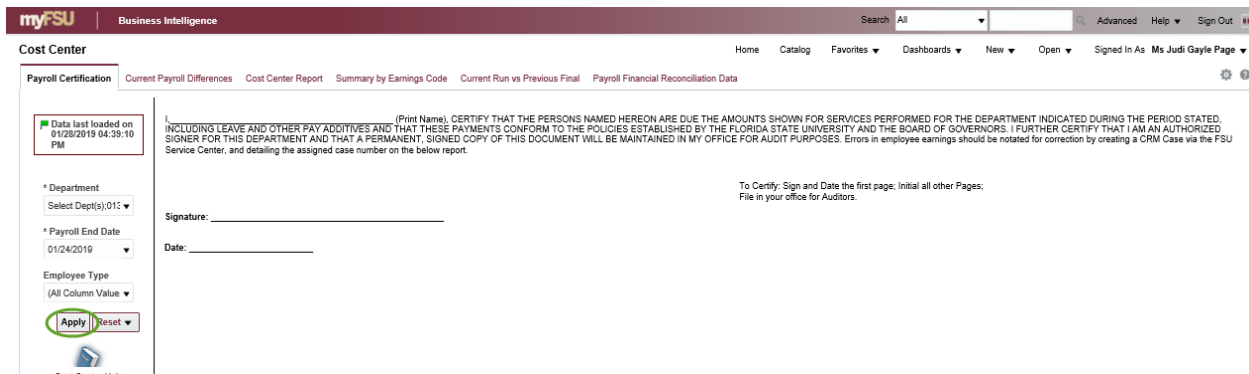 myFSU Business Intelligence Search All Advanced Help Sign Out
Cost Center Home Catalog Favorites Dashboards New Open Signed In As Ms Judi Gayle Page
Payroll Certification Current Payroll Differences Cost Center Report Summary by Earnings Code Current Run vs Previous Final Payroll Financial Reconciliation Data
Data last loaded on
01/28/2019 04:39:10
PM
* Department
Select Dept(s);013
* Payroll End Date
01/24/2019
Employee Type
(All Column Value
Apply Reset
I,__________________________________________ (Print Name), CERTIFY THAT THE PERSONS NAMED HEREON ARE DUE THE AMOUNTS SHOWN FOR SERVICES PERFORMED FOR THE DEPARTMENT INDICATED DURING THE PERIOD STATED,
INCLUDING LEAVE AND OTHER PAY ADDITIVES AND THAT THESE PAYMENTS CONFORM TO THE POLICIES ESTABLISHED BY THE FLORIDA STATE UNIVERSITY AND THE BOARD OF GOVERNORS. I FURTHER CERTIFY THAT I AM AN AUTHORIZED
SIGNER FOR THIS DEPARTMENT AND THAT A PERMANENT, SIGNED COPY OF THIS DOCUMENT WILL BE MAINTAINED IN MY OFFICE FOR AUDIT PURPOSES. Errors in employee earnings should be notated for correction by creating a CRM Case via the FSU
Service Center, and detailing the assigned case number on the below report.
To Certify: Sign and Date the first page; Initial all other Pages;
File in your office for Auditors.
Signature: ______________________________
Date: ________________